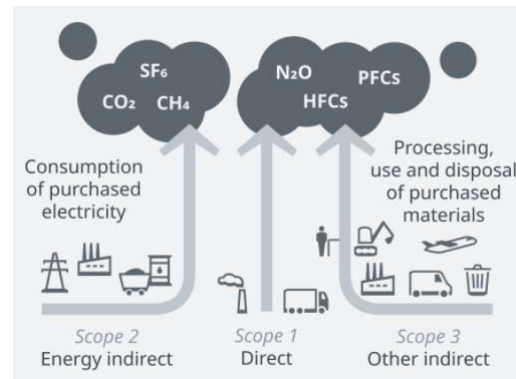 SF₆
CO₂ CH₄
N₂O PFCs
HFCs
Consumption
of purchased
electricity
Processing,
use and disposal
of purchased
materials
Scope 2
Energy indirect
Scope 1
Direct
Scope 3
Other indirect